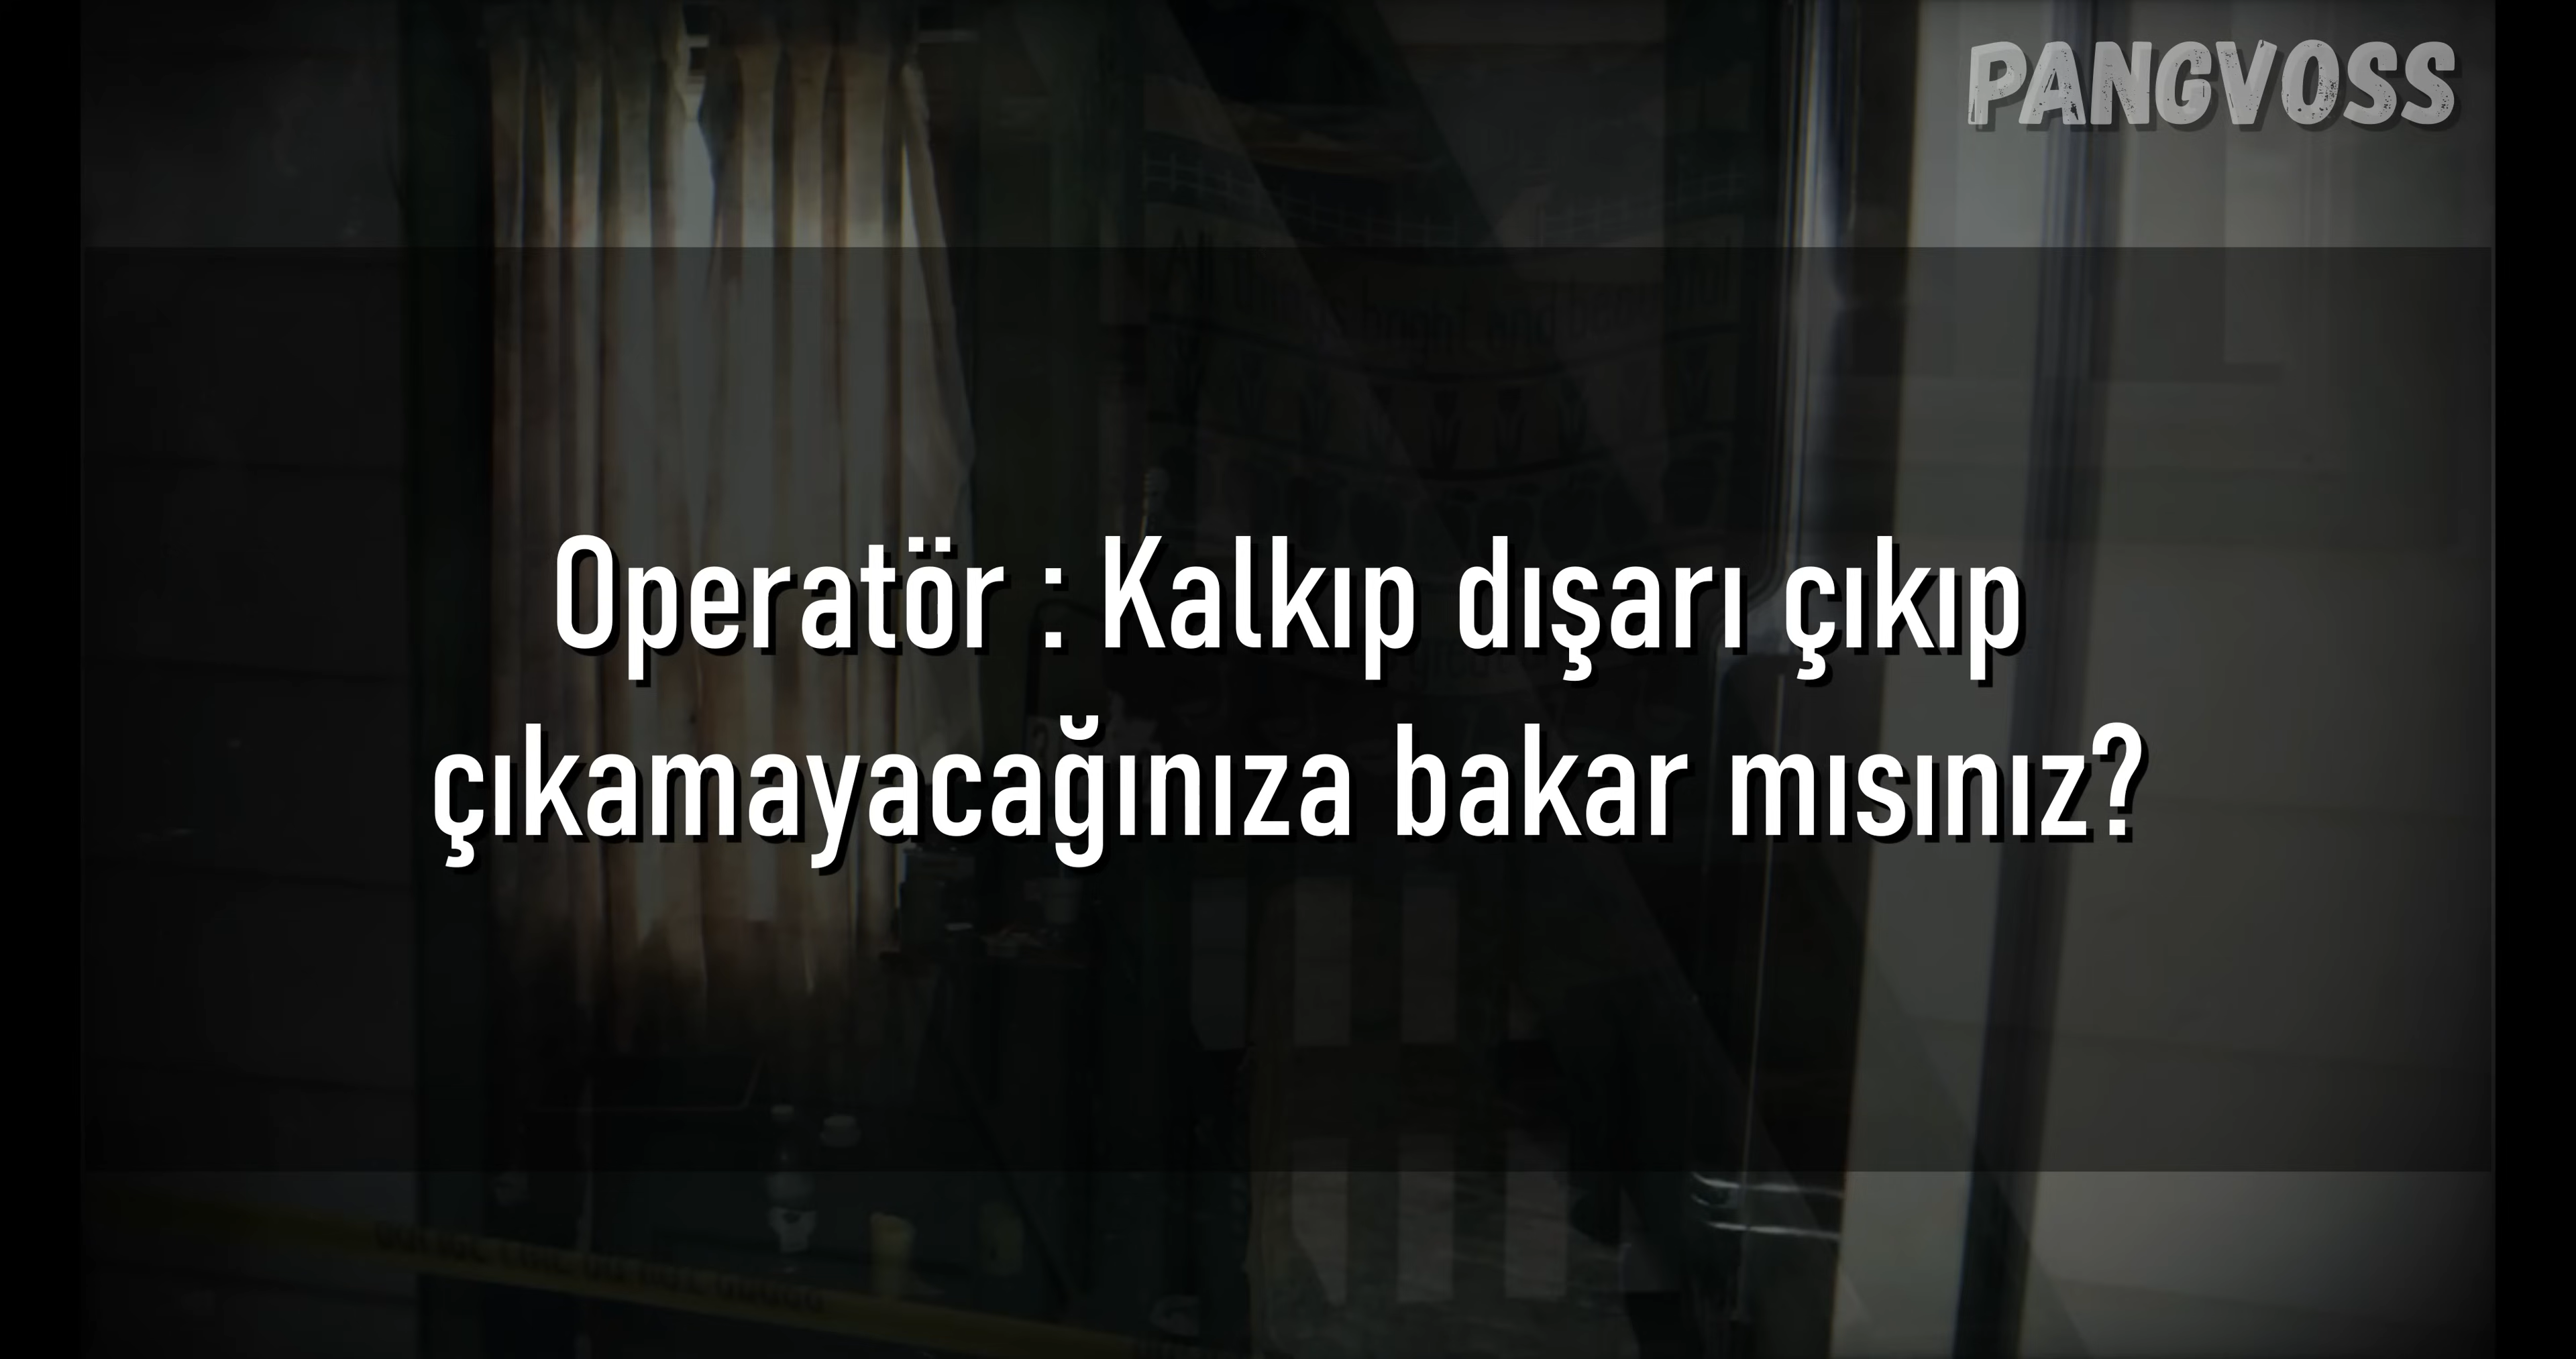 PANGVOSS
Operatör : Kalkıp dışarı çıkıp
çıkamayacağınıza bakar mısınız?